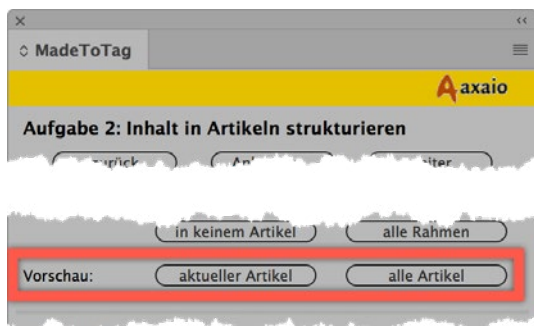 MadeToTag
axaio
Aufgabe 2: Inhalt in Artikeln strukturieren
in keinem Artikel alle Rahmen
Vorschau: aktueller Artikel alle Artikel